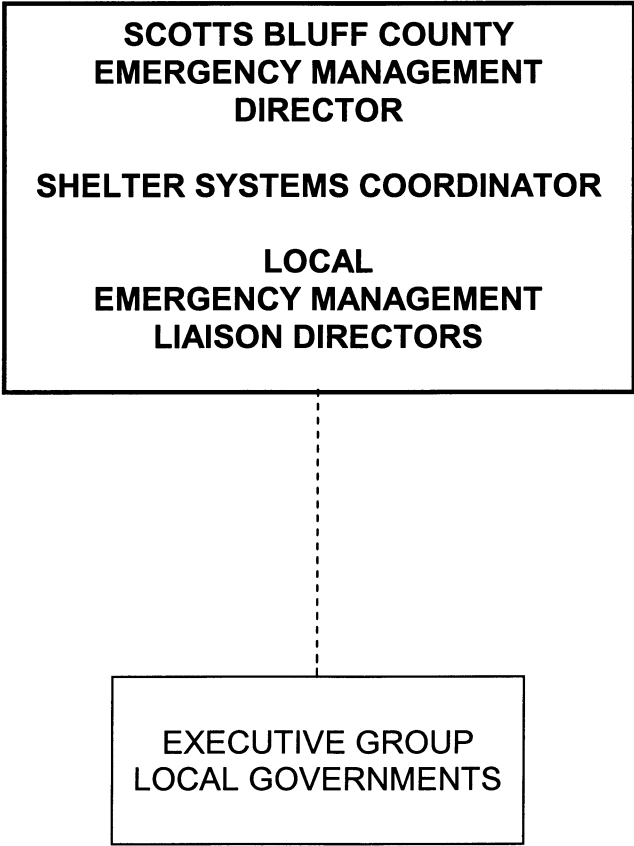 SCOTTS BLUFF COUNTY
EMERGENCY MANAGEMENT
DIRECTOR
SHELTER SYSTEMS COORDINATOR
LOCAL
EMERGENCY MANAGEMENT
LIAISON DIRECTORS
EXECUTIVE GROUP
LOCAL GOVERNMENTS